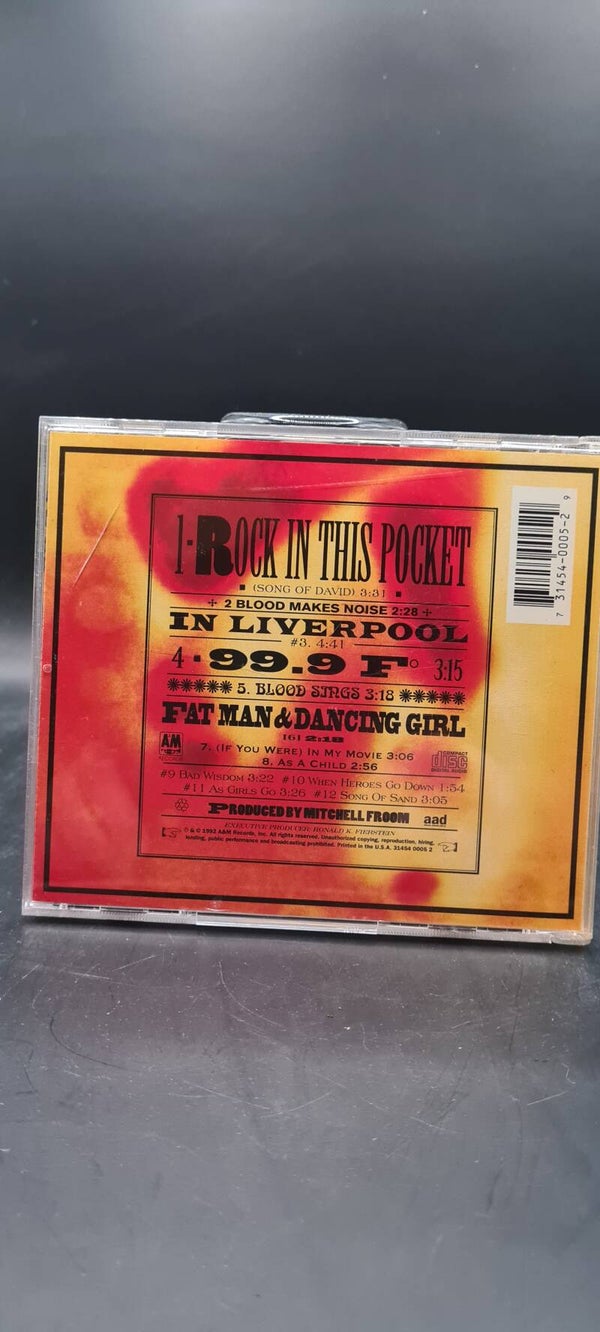 1·ROCK IN THIS POCKET
▪ (SONG OF DAVID) 3:31 ▪
+ 2 BLOOD MAKES NOISE 2:28 +
IN LIVERPOOL
#3. 4:41
4 · 99.9 F° 3:15
***** 5. BLOOD SINGS 3:18 *****
FAT MAN & DANCING GIRL
[6] 2:18
7. (IF YOU WERE) IN MY MOVIE 3:06
8. AS A CHILD 2:56
#9 BAD WISDOM 3:22 #10 WHEN HEROES GO DOWN 1:54
#11 AS GIRLS GO 3:26 #12 SONG OF SAND 3:05
PRODUCED BY MITCHELL FROOM aad
EXECUTIVE PRODUCER: RONALD K. FIERSTEIN
℗ & © 1992 A&M Records, Inc. All rights reserved. Unauthorized copying, reproduction, hiring,
lending, public performance and broadcasting prohibited. Printed in the U.S.A. 31454 0005 2
A&M
RECORDS
COMPACT
disc
DIGITAL AUDIO
7 31454-0005-2 9